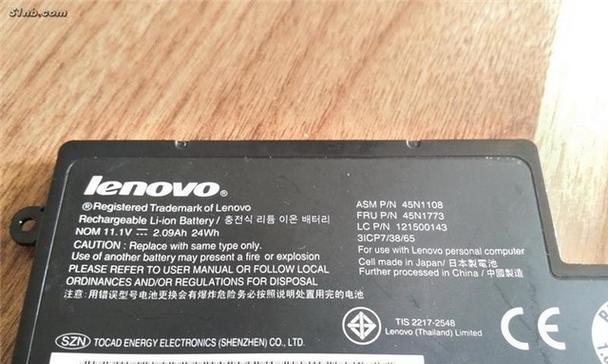 51nb.com
lenovo®
®Registered Trademark of Lenovo
Rechargeable Li-ion Battery / 충전식 리튬 이온 배터리
NOM 11.1V ⎓ 2.09Ah 24Wh
CAUTION : Replace with same type only.
Use of another battery may present a fire or explosion
PLEASE REFER TO USER MANUAL OR FOLLOW LOCAL
ORDINANCES AND/OR REGULATIONS FOR DISPOSAL
注意:用错误型号电池更换会有爆炸危险务必按照说明处置用完的电池
SZN TOCAD ENERGY ELECTRONICS (SHENZHEN) CO., LTD.
ASM P/N 45N1108
FRU P/N 45N1773
LC P/N 121500143
3ICP7/38/65
For use with Lenovo personal computer
Cell made in Japan/ 日本製電池
Further processed in China / 中國製造
TIS 2217-2548
Lenovo (Thailand) Limited
CE